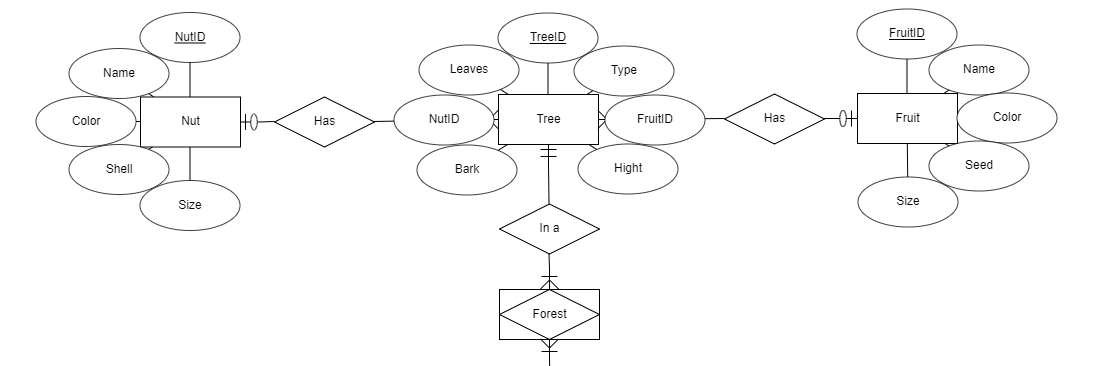 NutID
Name
Color
Nut
Shell
Size
Has
TreeID
Leaves
Type
NutID
Tree
FruitID
Bark
Hight
Has
FruitID
Name
Fruit
Color
Seed
Size
In a
Forest